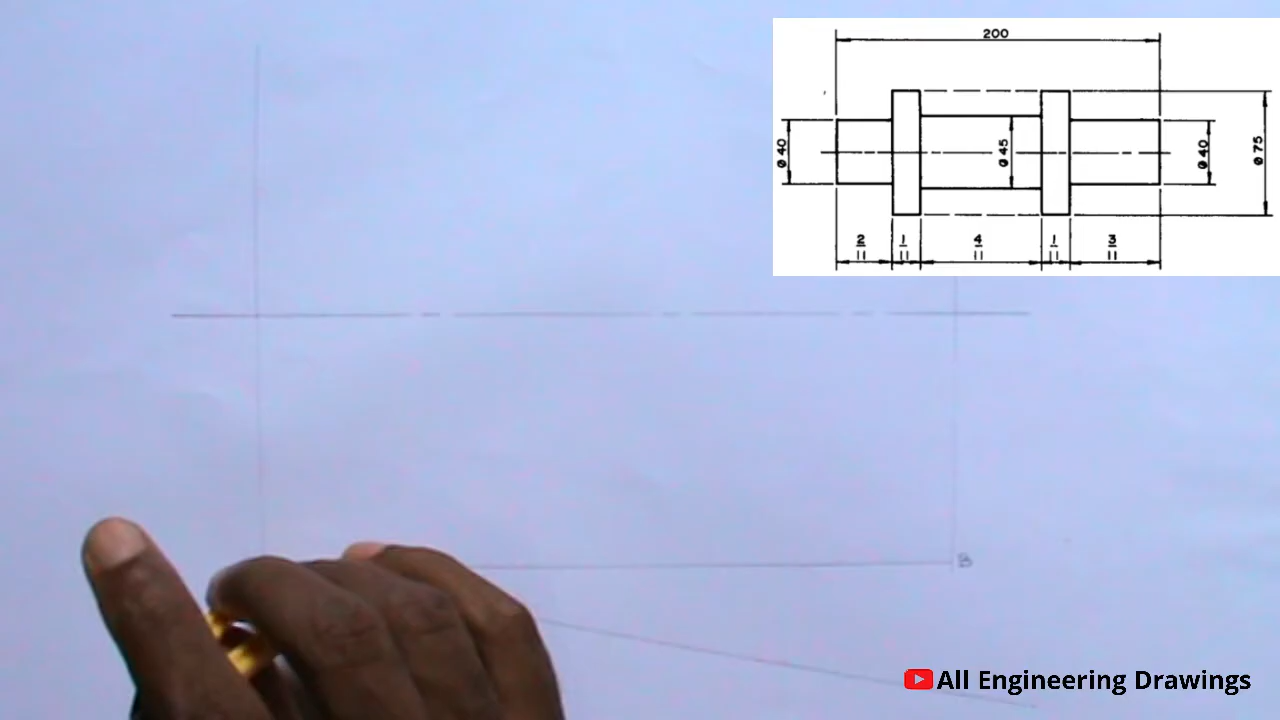 200
ø 40
ø 45
ø 40
ø 75
2/11
1/11
4/11
1/11
3/11
B
All Engineering Drawings